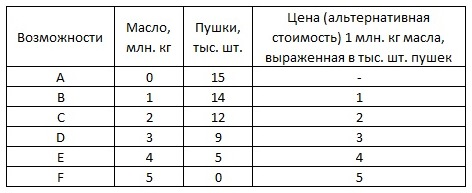 Возможности Масло, млн. кг Пушки, тыс. шт. Цена (альтернативная стоимость) 1 млн. кг масла, выраженная в тыс. шт. пушек
A 0 15 -
B 1 14 1
C 2 12 2
D 3 9 3
E 4 5 4
F 5 0 5